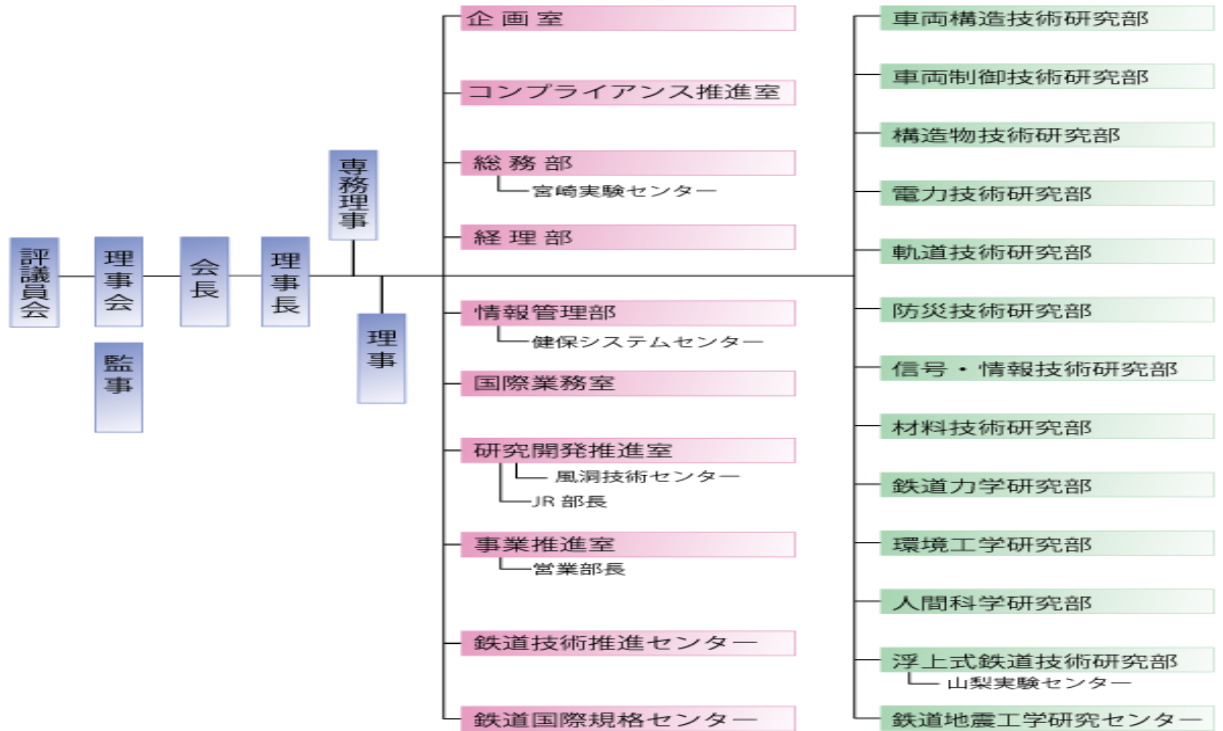 評議員会
理事会
監事
会長
理事長
専務理事
理事
企画室
コンプライアンス推進室
総務部
宮崎実験センター
経理部
情報管理部
健保システムセンター
国際業務室
研究開発推進室
風洞技術センター
JR 部長
事業推進室
営業部長
鉄道技術推進センター
鉄道国際規格センター
車両構造技術研究部
車両制御技術研究部
構造物技術研究部
電力技術研究部
軌道技術研究部
防災技術研究部
信号・情報技術研究部
材料技術研究部
鉄道力学研究部
環境工学研究部
人間科学研究部
浮上式鉄道技術研究部
山梨実験センター
鉄道地震工学研究センター